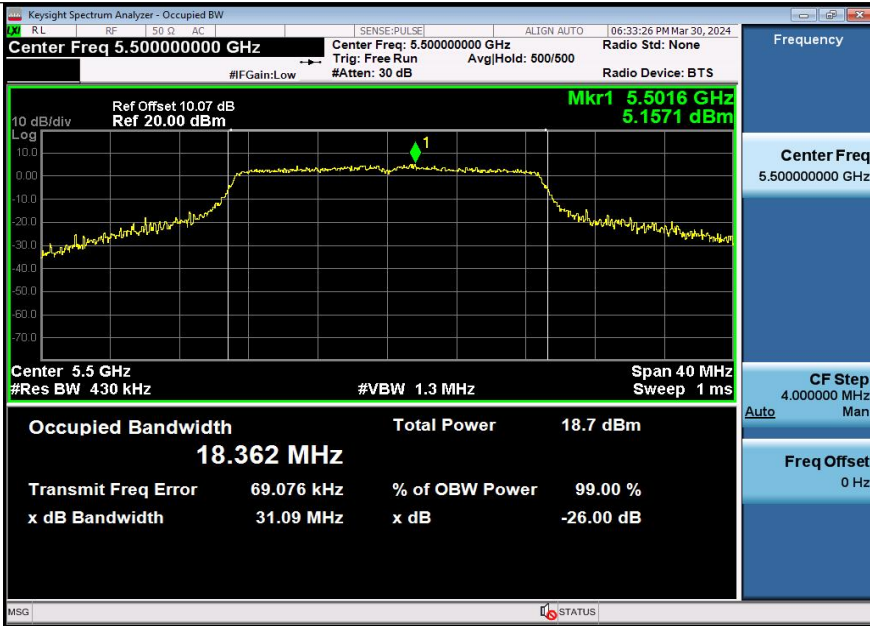 Keysight Spectrum Analyzer - Occupied BW
LXI RL RF 50 Ω AC SENSE:PULSE ALIGN AUTO 06:33:26 PM Mar 30, 2024
Center Freq 5.500000000 GHz
Center Freq: 5.500000000 GHz Radio Std: None
Trig: Free Run Avg|Hold: 500/500
#IFGain:Low #Atten: 30 dB Radio Device: BTS
Ref Offset 10.07 dB Mkr1 5.5016 GHz
10 dB/div Ref 20.00 dBm 5.1571 dBm
Log
1
10.0
0.00
-10.0
-20.0
-30.0
-40.0
-50.0
-60.0
-70.0
Center 5.5 GHz Span 40 MHz
#Res BW 430 kHz #VBW 1.3 MHz Sweep 1 ms
Occupied Bandwidth Total Power 18.7 dBm
18.362 MHz
Transmit Freq Error 69.076 kHz % of OBW Power 99.00 %
x dB Bandwidth 31.09 MHz x dB -26.00 dB
MSG STATUS
Frequency
Center Freq
5.500000000 GHz
CF Step
4.000000 MHz
Auto Man
Freq Offset
0 Hz